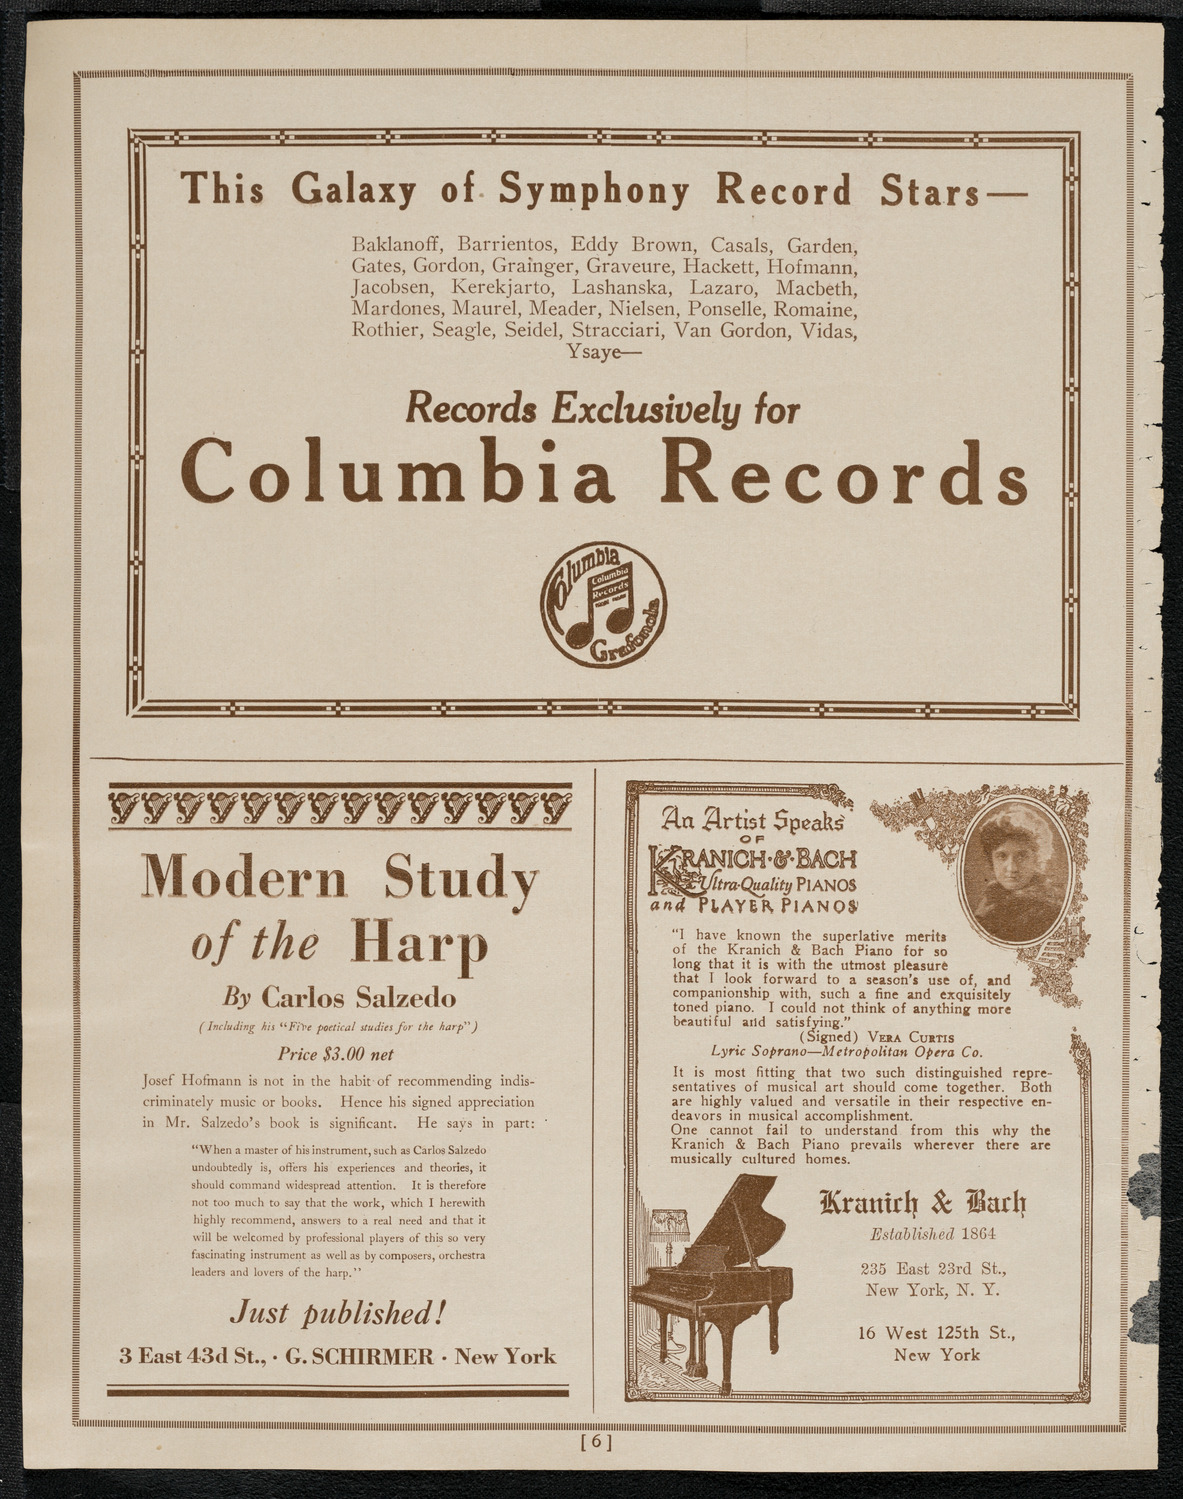 This Galaxy of Symphony Record Stars—
Baklanoff, Barrientos, Eddy Brown, Casals, Garden,
Gates, Gordon, Grainger, Graveure, Hackett, Hofmann,
Jacobsen, Kerekjarto, Lashanska, Lazaro, Macbeth,
Mardones, Maurel, Meader, Nielsen, Ponselle, Romaine,
Rothier, Seagle, Seidel, Stracciari, Van Gordon, Vidas,
Ysaye—
Records Exclusively for
Columbia Records
Columbia
Columbia
Records
Grafonola
Modern Study
of the Harp
By Carlos Salzedo
(Including his “Five poetical studies for the harp”)
Price $3.00 net
Josef Hofmann is not in the habit of recommending indis-
criminately music or books. Hence his signed appreciation
in Mr. Salzedo's book is significant. He says in part:
“When a master of his instrument, such as Carlos Salzedo
undoubtedly is, offers his experiences and theories, it
should command widespread attention. It is therefore
not too much to say that the work, which I herewith
highly recommend, answers to a real need and that it
will be welcomed by professional players of this so very
fascinating instrument as well as by composers, orchestra
leaders and lovers of the harp.”
Just published!
3 East 43d St., · G. SCHIRMER · New York
An Artist Speaks
OF
KRANICH·&·BACH
Ultra-Quality PIANOS
and PLAYER PIANOS
“I have known the superlative merits
of the Kranich & Bach Piano for so
long that it is with the utmost pleasure
that I look forward to a season's use of, and
companionship with, such a fine and exquisitely
toned piano. I could not think of anything more
beautiful and satisfying.”
(Signed) VERA CURTIS
Lyric Soprano—Metropolitan Opera Co.
It is most fitting that two such distinguished repre-
sentatives of musical art should come together. Both
are highly valued and versatile in their respective en-
deavors in musical accomplishment.
One cannot fail to understand from this why the
Kranich & Bach Piano prevails wherever there are
musically cultured homes.
Kranich & Bach
Established 1864
235 East 23rd St.,
New York, N. Y.
16 West 125th St.,
New York
[6]